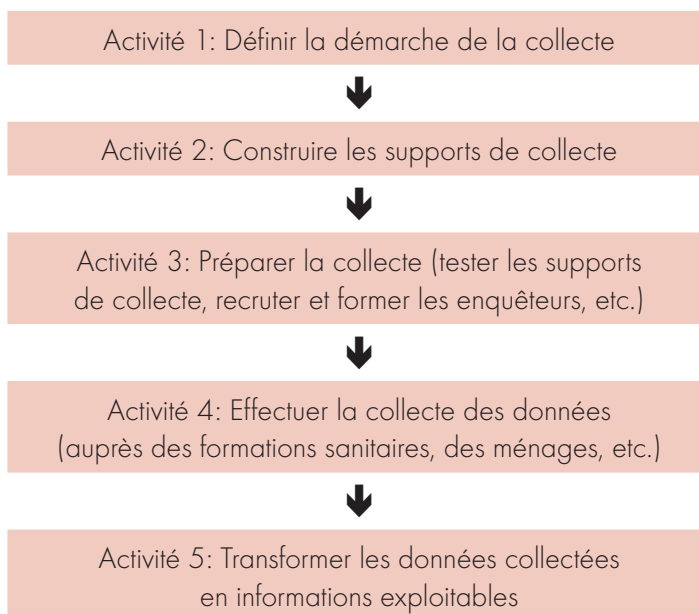 Activité 1: Définir la démarche de la collecte
Activité 2: Construire les supports de collecte
Activité 3: Préparer la collecte (tester les supports
de collecte, recruter et former les enquêteurs, etc.)
Activité 4: Effectuer la collecte des données
(auprès des formations sanitaires, des ménages, etc.)
Activité 5: Transformer les données collectées
en informations exploitables